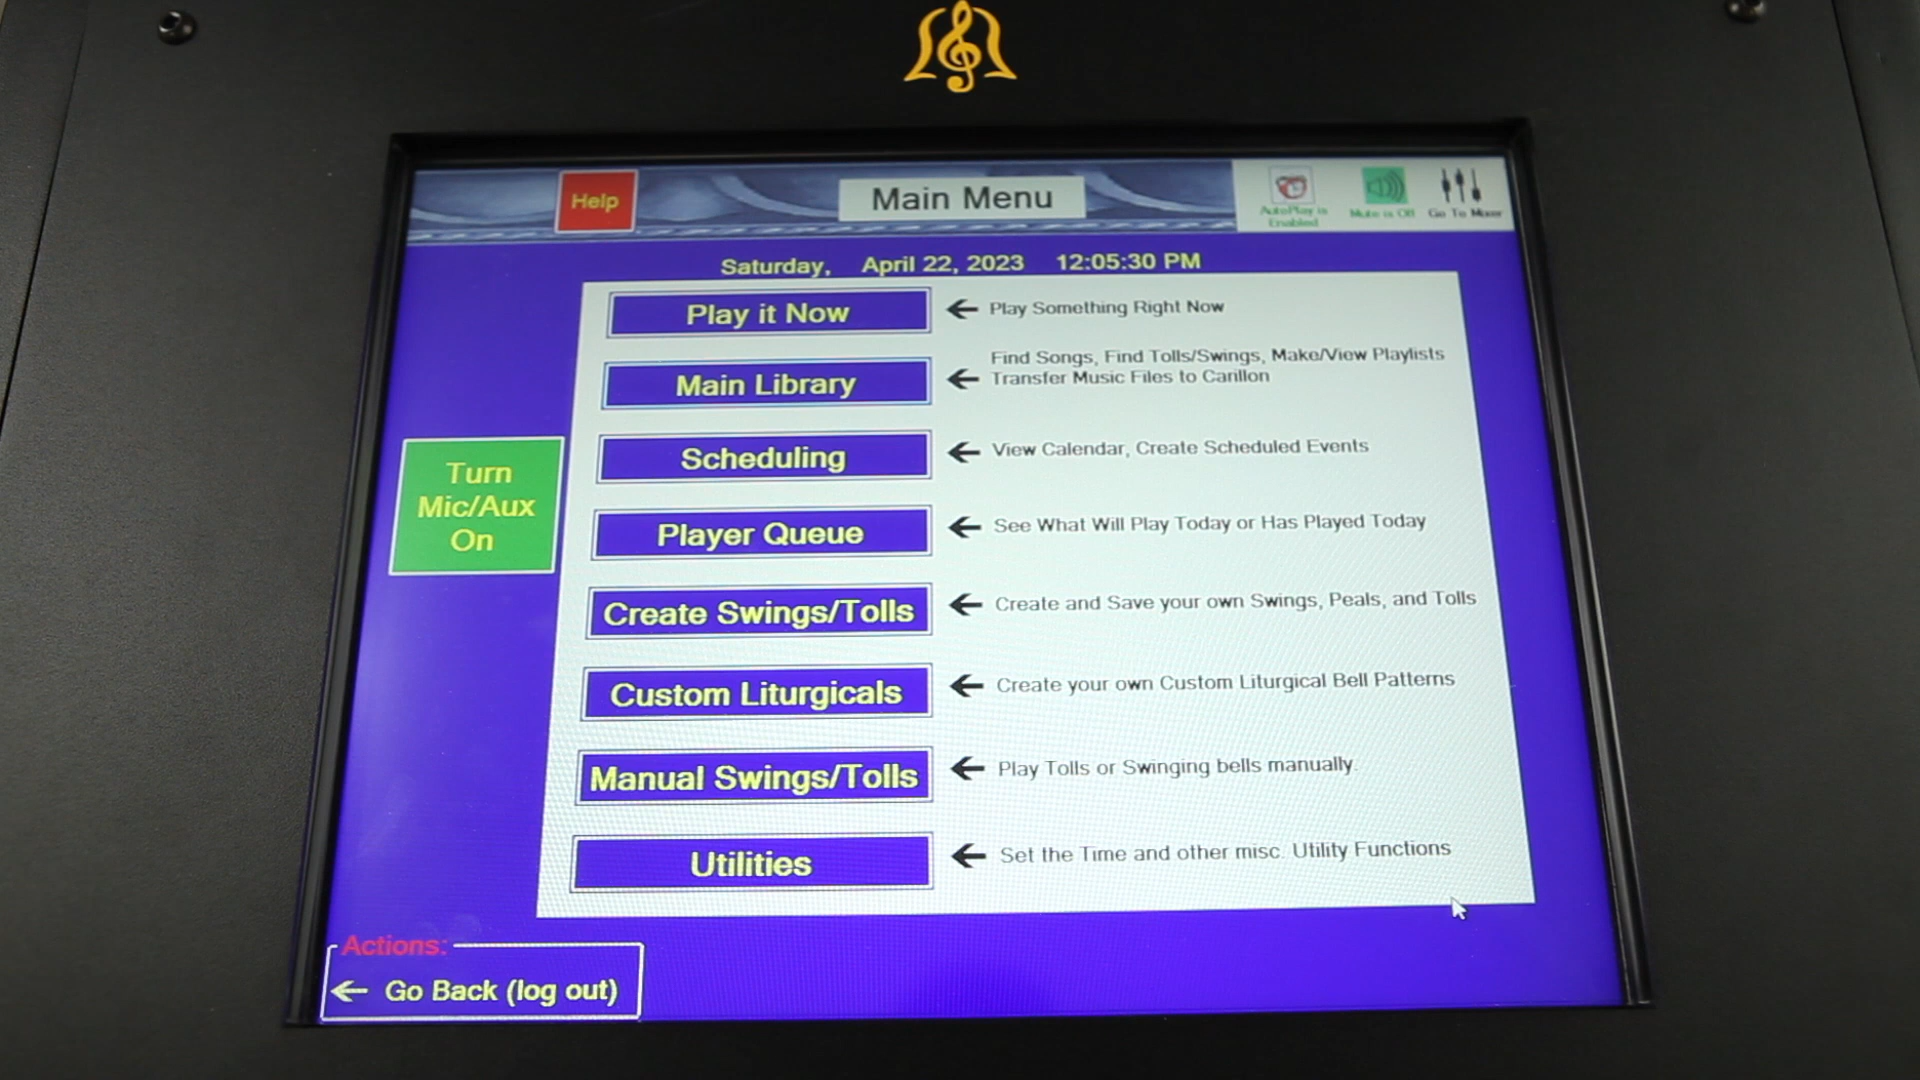 Help
Main Menu
AutoPlay is
Enabled
Mute is Off
Go To Mixer
Saturday, April 22, 2023 12:05:30 PM
Play it Now
Play Something Right Now
Main Library
Find Songs, Find Tolls/Swings, Make/View Playlists
Transfer Music Files to Carillon
Scheduling
View Calendar, Create Scheduled Events
Turn
Mic/Aux
On
Player Queue
See What Will Play Today or Has Played Today
Create Swings/Tolls
Create and Save your own Swings, Peals, and Tolls
Custom Liturgicals
Create your own Custom Liturgical Bell Patterns
Manual Swings/Tolls
Play Tolls or Swinging bells manually.
Utilities
Set the Time and other misc. Utility Functions
Actions:
Go Back (log out)